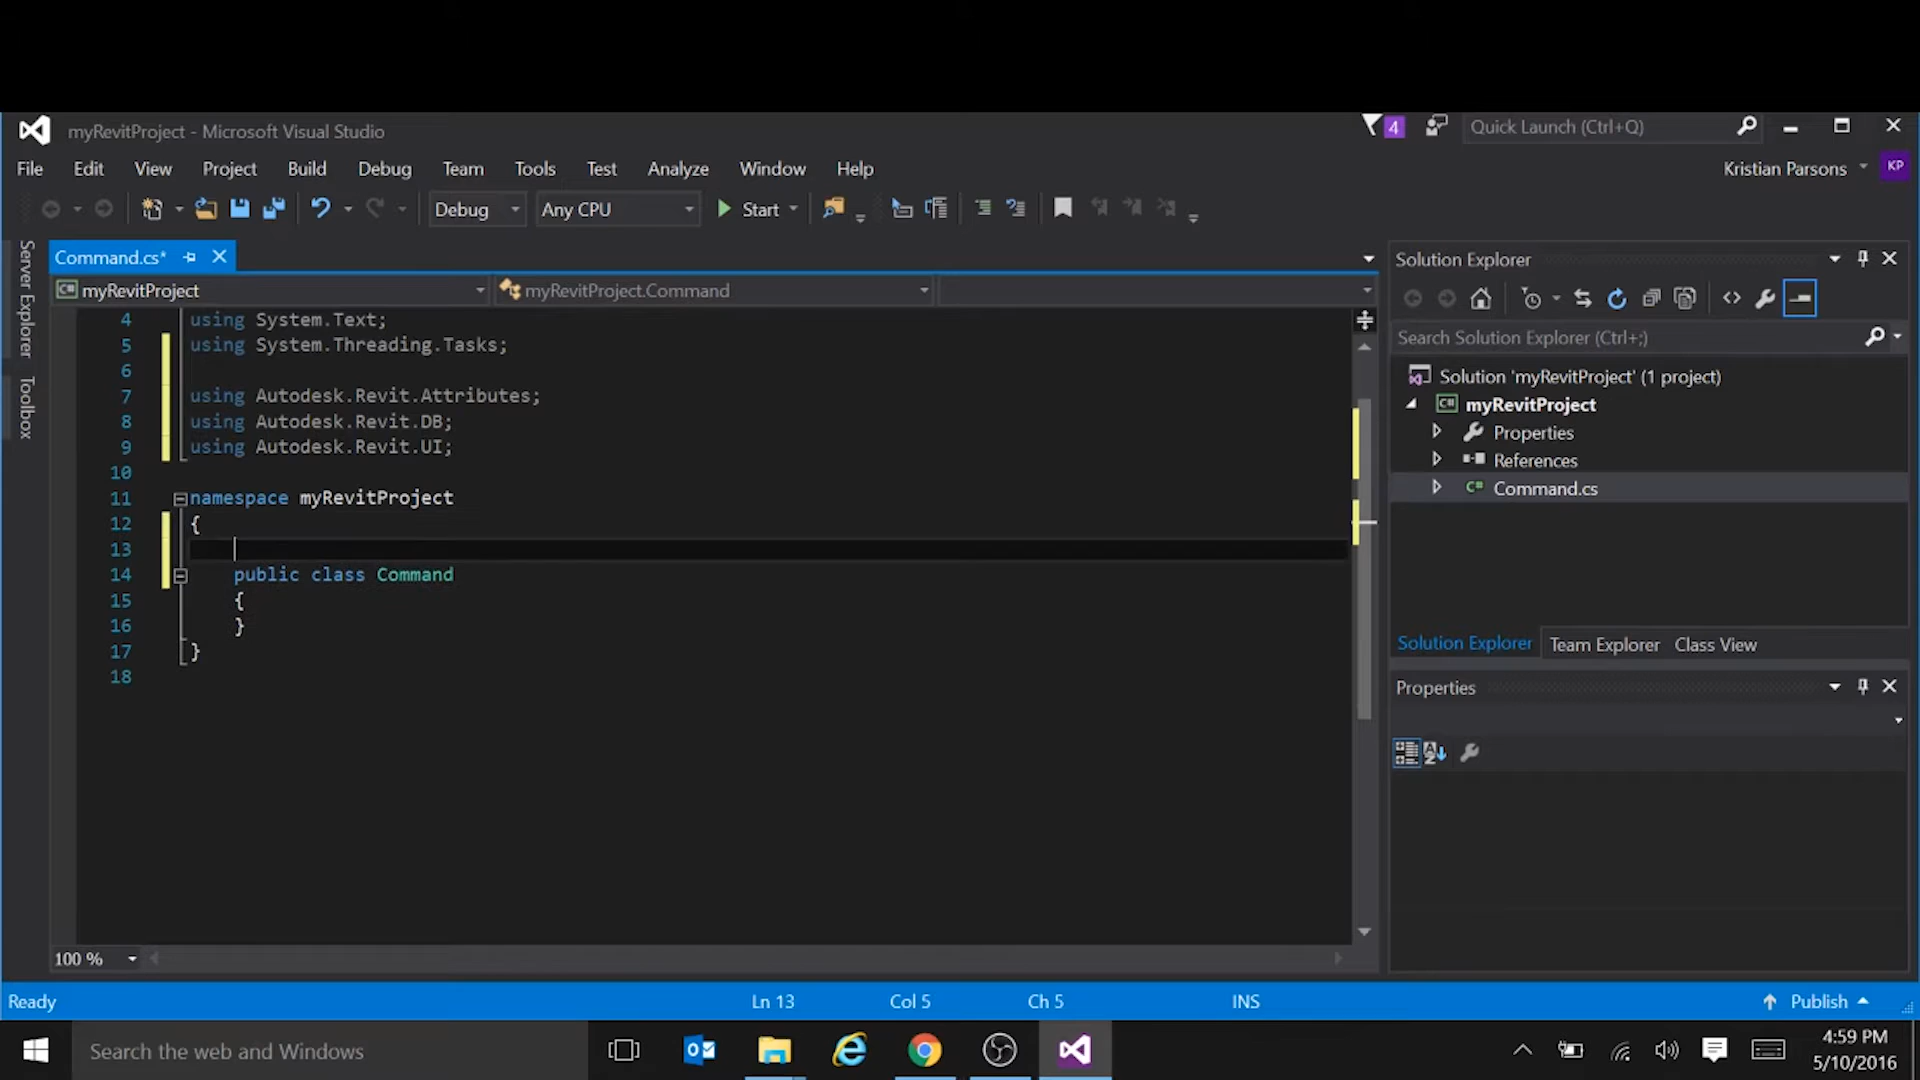 myRevitProject - Microsoft Visual Studio
4
Quick Launch (Ctrl+Q)
File Edit View Project Build Debug Team Tools Test Analyze Window Help
Kristian Parsons
KP
Debug
Any CPU
Start
Server Explorer
Toolbox
Command.cs*
myRevitProject
myRevitProject.Command
4 using System.Text;
5 using System.Threading.Tasks;
6
7 using Autodesk.Revit.Attributes;
8 using Autodesk.Revit.DB;
9 using Autodesk.Revit.UI;
10
11 namespace myRevitProject
12 {
13
14 public class Command
15 {
16 }
17 }
18
100 %
Solution Explorer
Search Solution Explorer (Ctrl+;)
Solution 'myRevitProject' (1 project)
C# myRevitProject
Properties
References
C# Command.cs
Solution Explorer Team Explorer Class View
Properties
Ready
Ln 13
Col 5
Ch 5
INS
Publish
Search the web and Windows
4:59 PM
5/10/2016